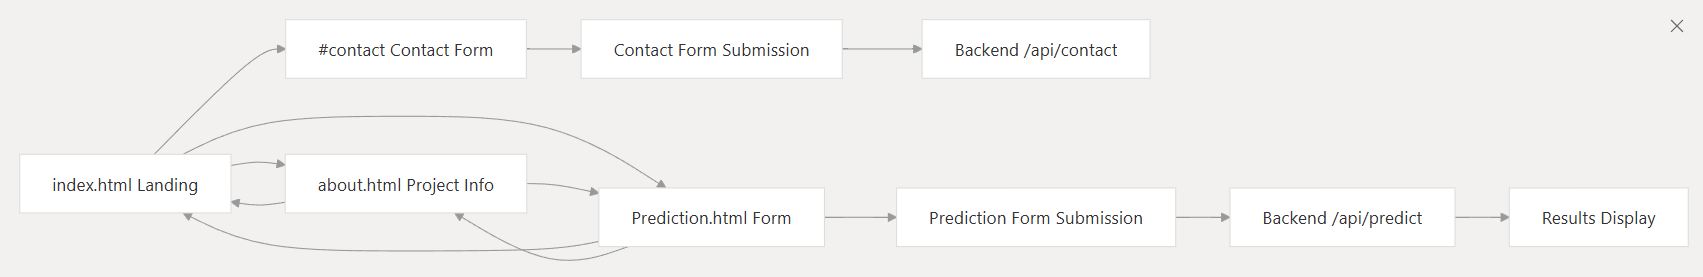 #contact Contact Form
Contact Form Submission
Backend /api/contact
index.html Landing
about.html Project Info
Prediction.html Form
Prediction Form Submission
Backend /api/predict
Results Display